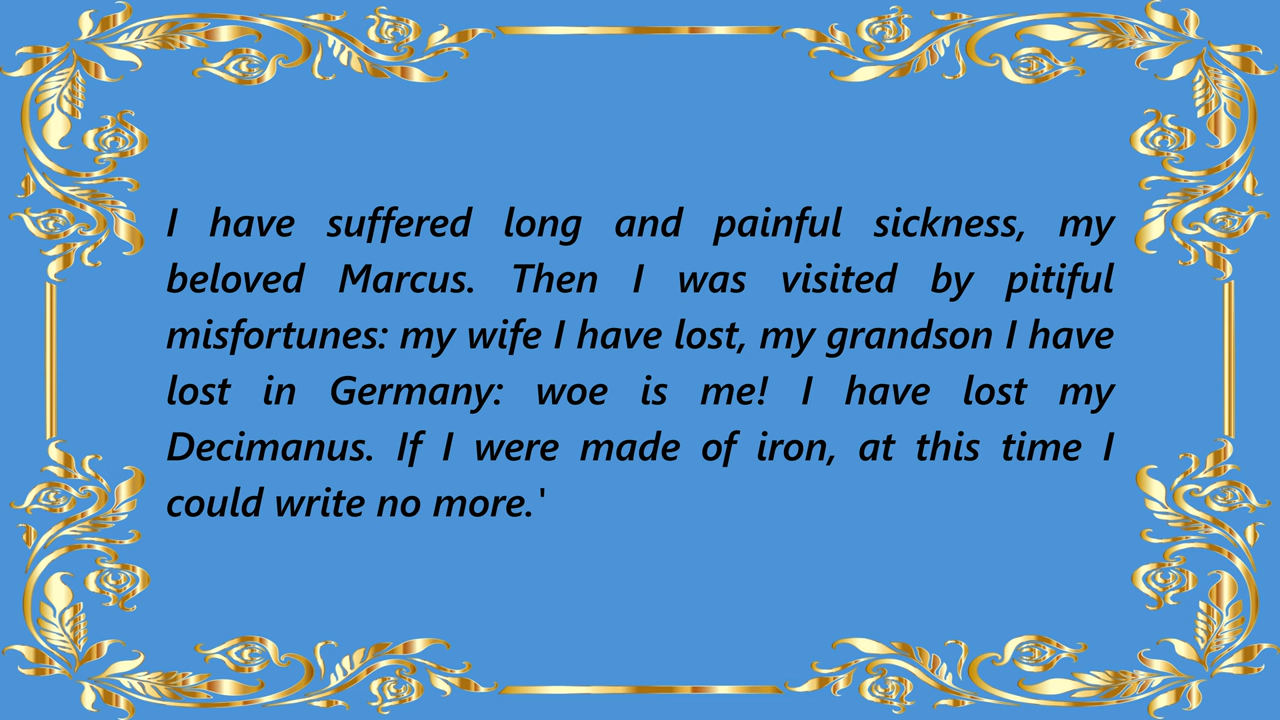 I have suffered long and painful sickness, my
beloved Marcus. Then I was visited by pitiful
misfortunes: my wife I have lost, my grandson I have
lost in Germany: woe is me! I have lost my
Decimanus. If I were made of iron, at this time I
could write no more.'